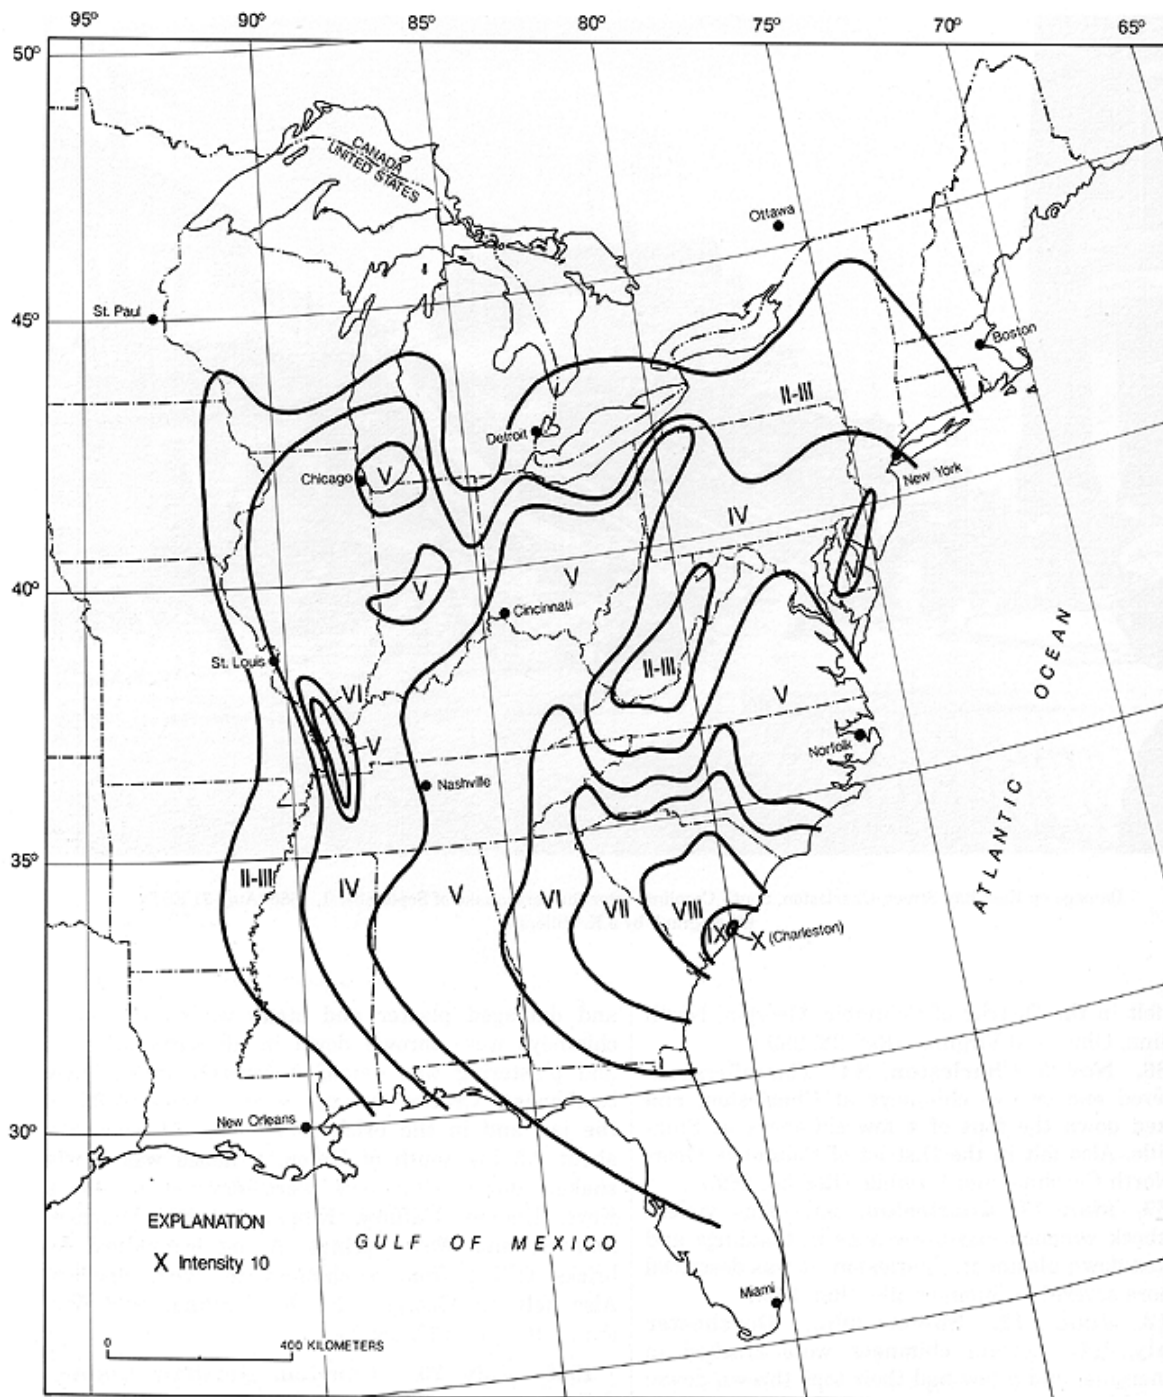 95° 90° 85° 80° 75° 70° 65°
50°
CANADA
UNITED STATES
Ottawa
45°
St. Paul
Boston
II-III
Detroit
Chicago
V
New York
IV
40°
V
V
V
Cincinnati
St. Louis
II-III
VI
V
V
Norfolk
Nashville
ATLANTIC OCEAN
35°
II-III
IV
V
VI
VII
VIII
IX
X (Charleston)
30°
New Orleans
EXPLANATION
X Intensity 10
GULF OF MEXICO
Miami
0 400 KILOMETERS